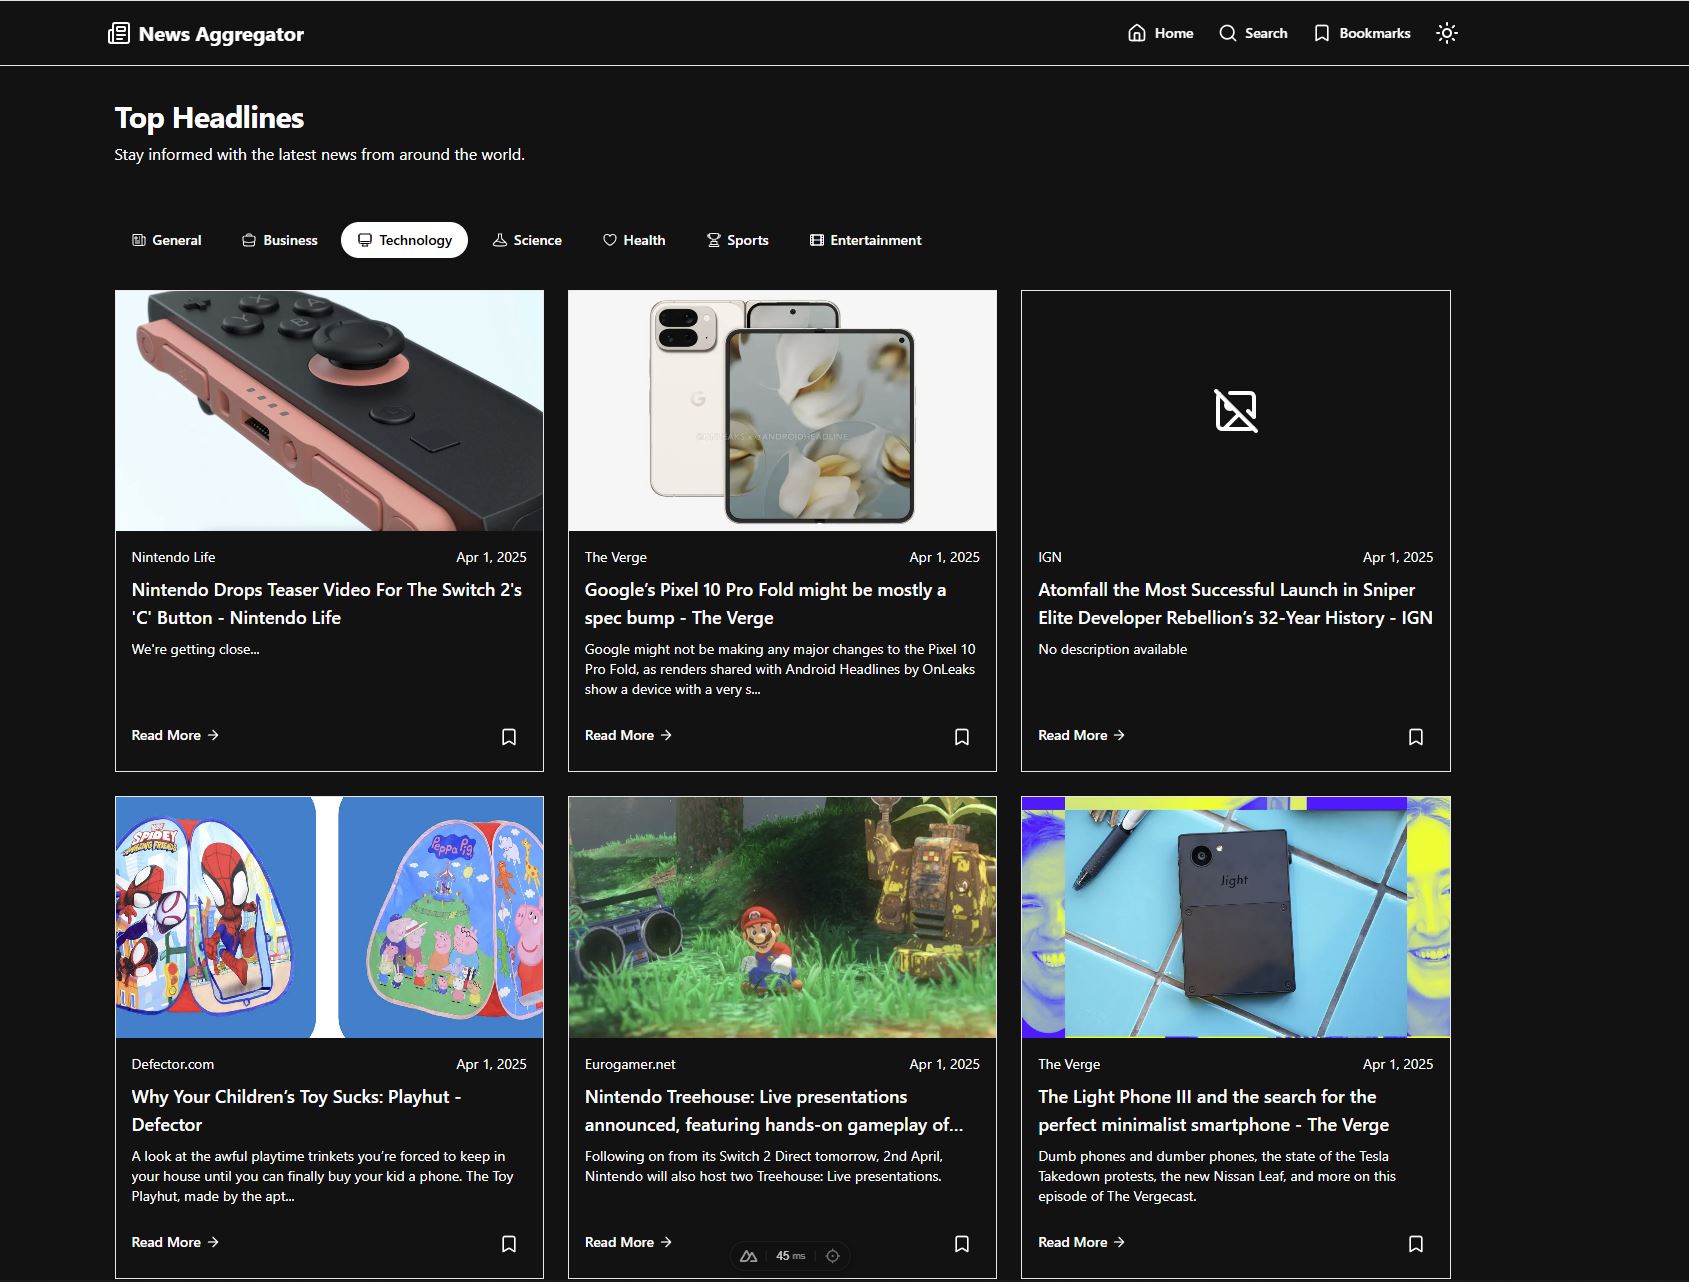 News Aggregator
Home
Search
Bookmarks
Top Headlines
Stay informed with the latest news from around the world.
General
Business
Technology
Science
Health
Sports
Entertainment
Nintendo Life
Apr 1, 2025
Nintendo Drops Teaser Video For The Switch 2's
'C' Button - Nintendo Life
We're getting close...
Read More
The Verge
Apr 1, 2025
Google’s Pixel 10 Pro Fold might be mostly a
spec bump - The Verge
Google might not be making any major changes to the Pixel 10
Pro Fold, as renders shared with Android Headlines by OnLeaks
show a device with a very s...
Read More
IGN
Apr 1, 2025
Atomfall the Most Successful Launch in Sniper
Elite Developer Rebellion’s 32-Year History - IGN
No description available
Read More
SPIDEY
Peppa Pig
light
Defector.com
Apr 1, 2025
Why Your Children’s Toy Sucks: Playhut -
Defector
A look at the awful playtime trinkets you’re forced to keep in
your house until you can finally buy your kid a phone. The Toy
Playhut, made by the apt...
Read More
Eurogamer.net
Apr 1, 2025
Nintendo Treehouse: Live presentations
announced, featuring hands-on gameplay of...
Following on from its Switch 2 Direct tomorrow, 2nd April,
Nintendo will also host two Treehouse: Live presentations.
Read More
The Verge
Apr 1, 2025
The Light Phone III and the search for the
perfect minimalist smartphone - The Verge
Dumb phones and dumber phones, the state of the Tesla
Takedown protests, the new Nissan Leaf, and more on this
episode of The Vergecast.
Read More
45 ms